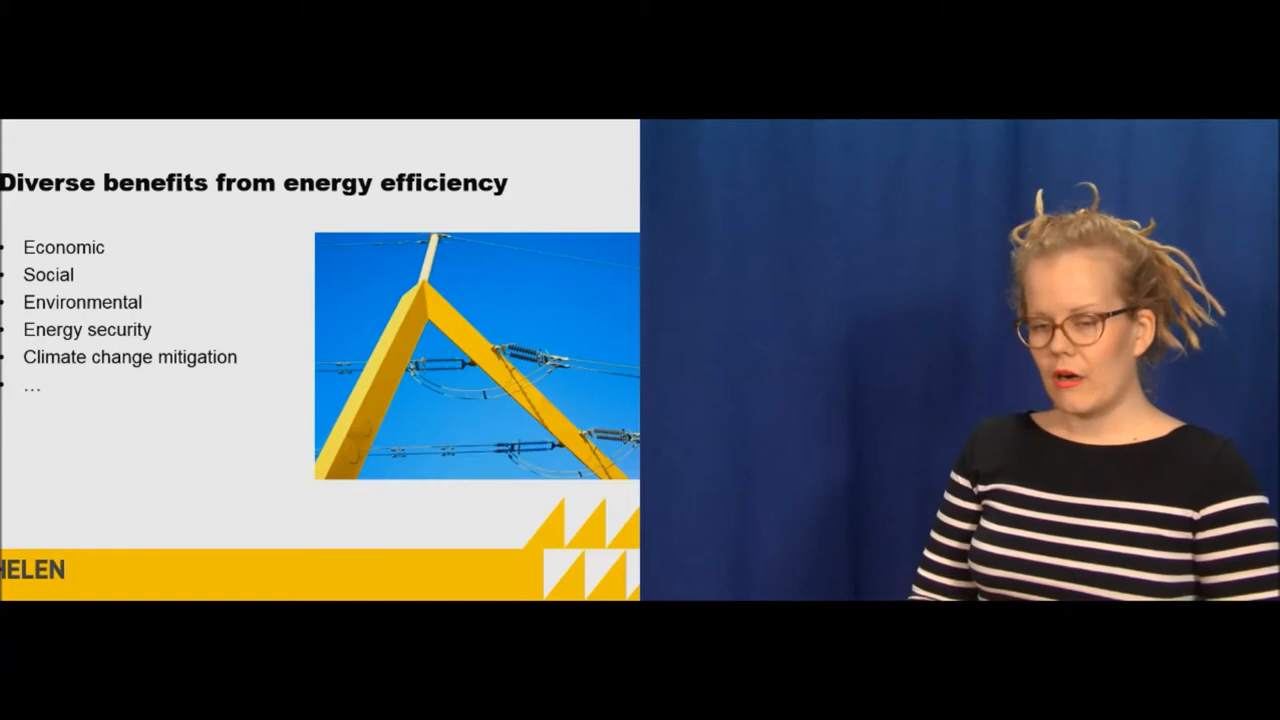 Diverse benefits from energy efficiency
• Economic
• Social
• Environmental
• Energy security
• Climate change mitigation
• ...
HELEN